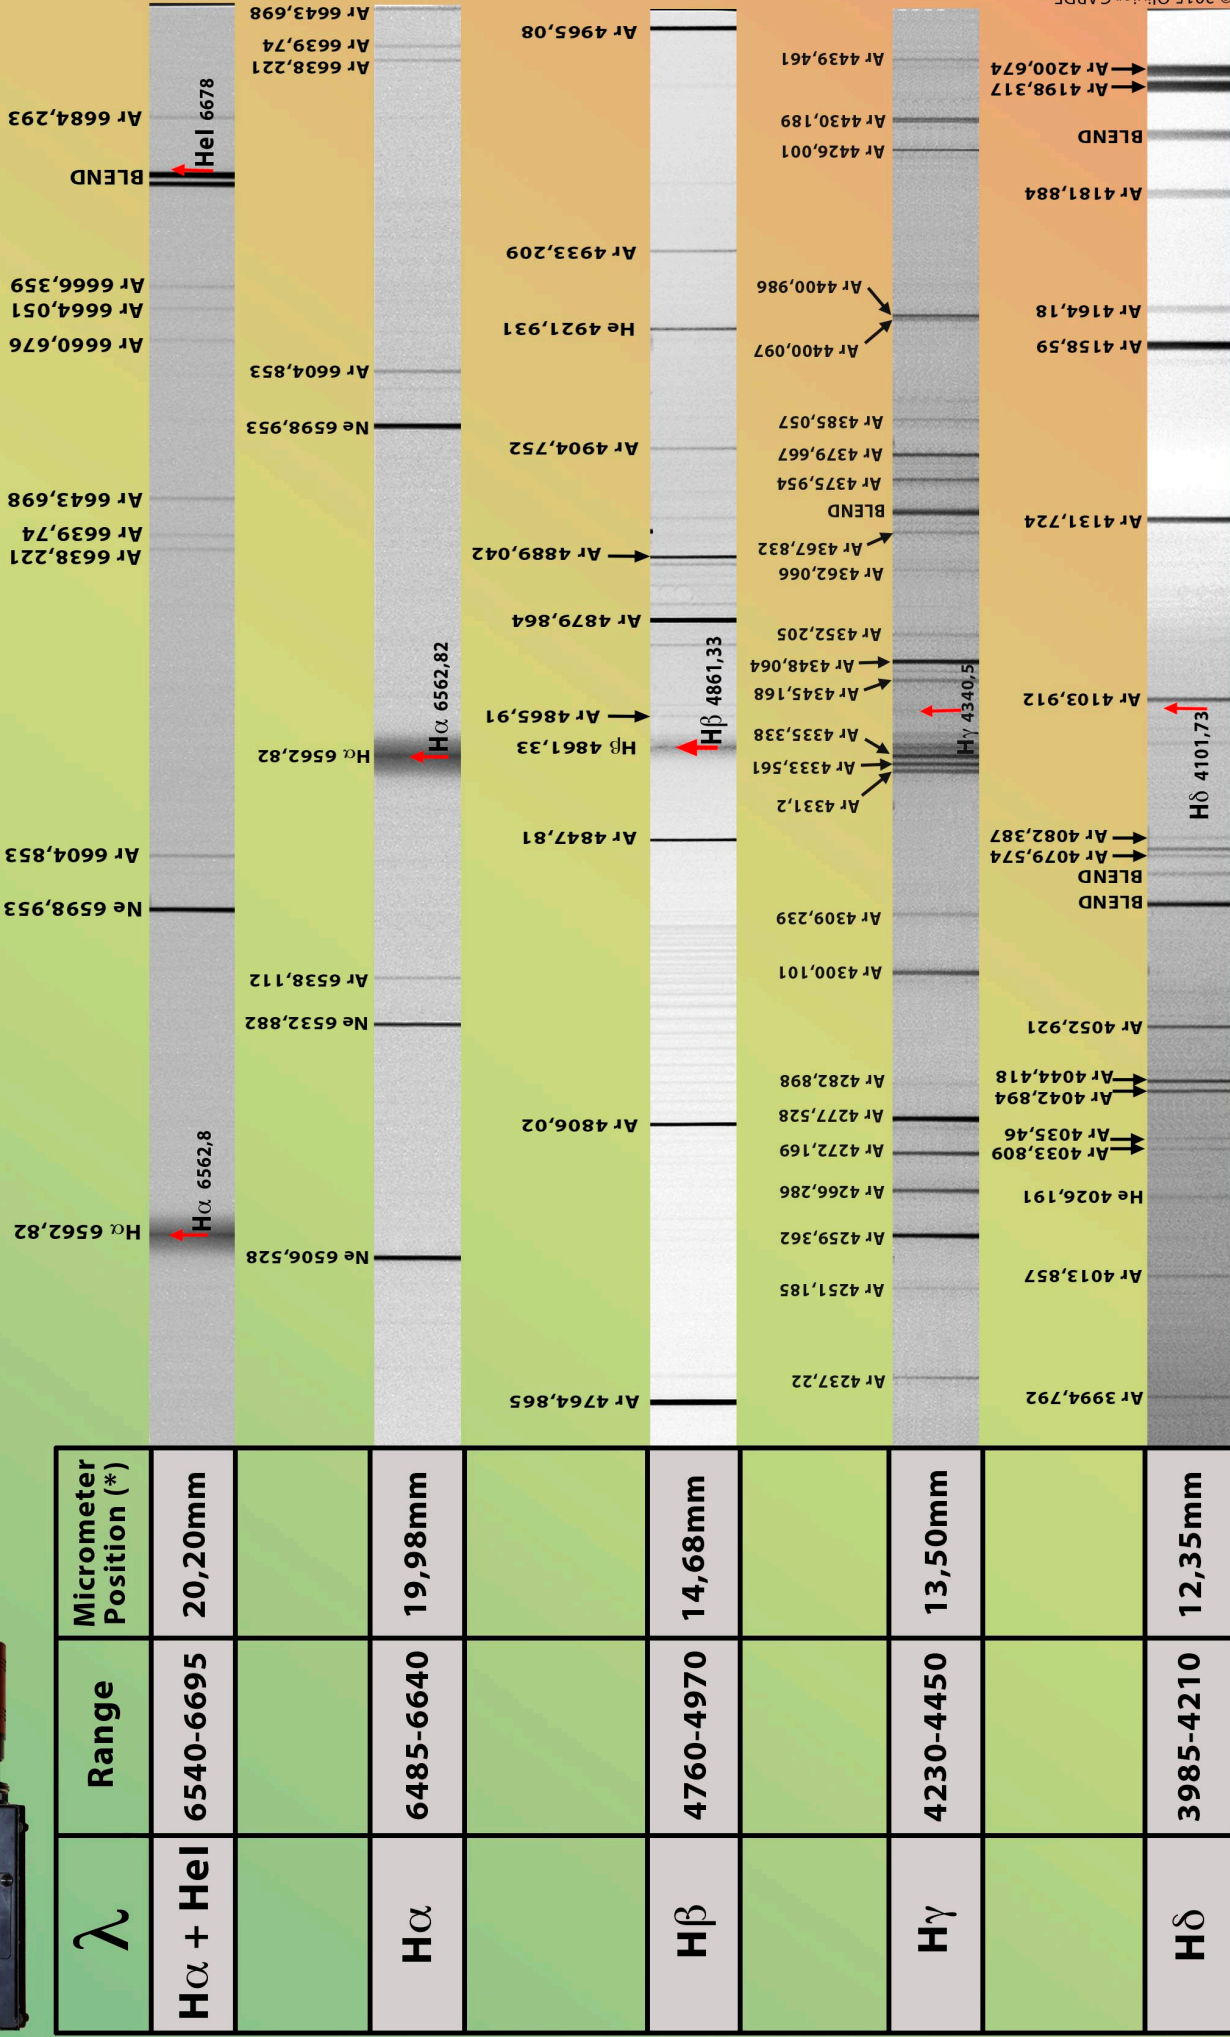 λ
Range
Micrometer
Position (*)
Hα + HeI
6540-6695
20,20mm
Hα 6562,82
Ne 6598,953
Ar 6604,853
Ar 6638,221
Ar 6639,74
Ar 6643,698
Ar 6660,676
Ar 6664,051
Ar 6666,359
BLEND
Ar 6684,293
Hα 6562,8
HeI 6678
Hα
6485-6640
19,98mm
Ne 6506,528
Ne 6532,882
Ar 6538,112
Hα 6562,82
Ne 6598,953
Ar 6604,853
Ar 6638,221
Ar 6639,74
Ar 6643,698
Hα 6562,82
Hβ
4760-4970
14,68mm
Ar 4764,865
Ar 4806,02
Ar 4847,81
Hβ 4861,33
Ar 4865,91
Ar 4879,864
Ar 4889,042
Ar 4904,752
He 4921,931
Ar 4933,209
Ar 4965,08
Hβ 4861,33
Hγ
4230-4450
13,50mm
Ar 4237,22
Ar 4251,185
Ar 4259,362
Ar 4266,286
Ar 4272,169
Ar 4277,528
Ar 4282,898
Ar 4300,101
Ar 4309,239
Ar 4331,2
Ar 4333,561
Ar 4335,338
Ar 4345,168
Ar 4348,064
Ar 4352,205
Ar 4362,066
Ar 4367,832
BLEND
Ar 4375,954
Ar 4379,667
Ar 4385,057
Ar 4400,097
Ar 4400,986
Ar 4426,001
Ar 4430,189
Ar 4439,461
Hγ 4340,5
Hδ
3985-4210
12,35mm
Ar 3994,792
Ar 4013,857
He 4026,191
Ar 4033,809
Ar 4035,46
Ar 4042,894
Ar 4044,418
Ar 4052,921
BLEND
BLEND
Ar 4079,574
Ar 4082,387
Ar 4103,912
Ar 4131,724
Ar 4158,59
Ar 4164,18
Ar 4181,884
BLEND
Ar 4198,317
Ar 4200,674
Hδ 4101,73
© 2015 Olivier GARDE